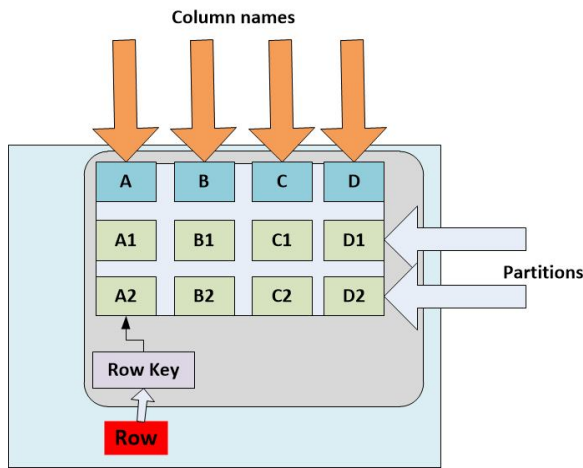 Column names
A B C D
A1 B1 C1 D1
Partitions
A2 B2 C2 D2
Row Key
Row